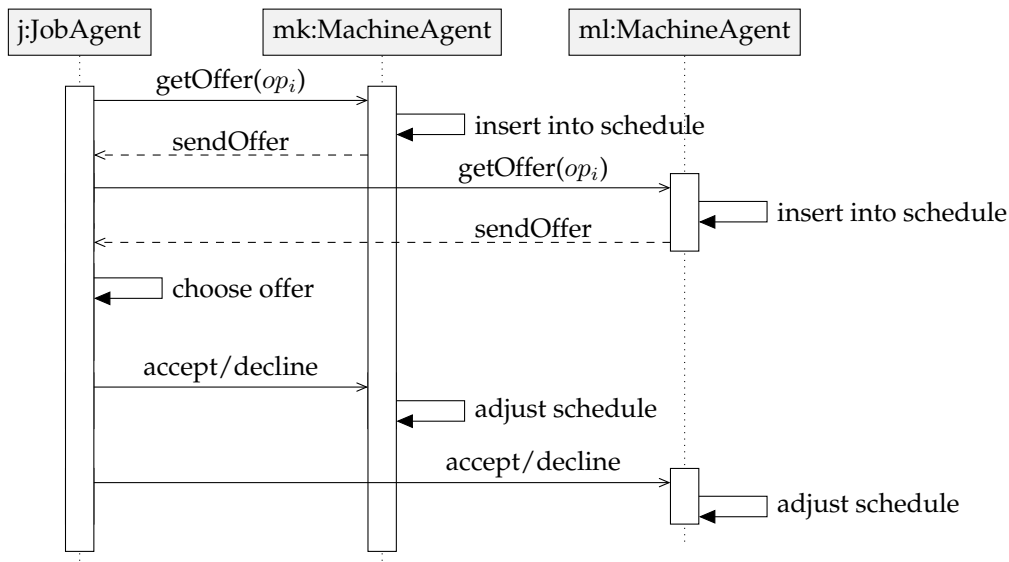 j:JobAgent
mk:MachineAgent
ml:MachineAgent
getOffer(opᵢ)
insert into schedule
sendOffer
getOffer(opᵢ)
insert into schedule
sendOffer
choose offer
accept/decline
adjust schedule
accept/decline
adjust schedule